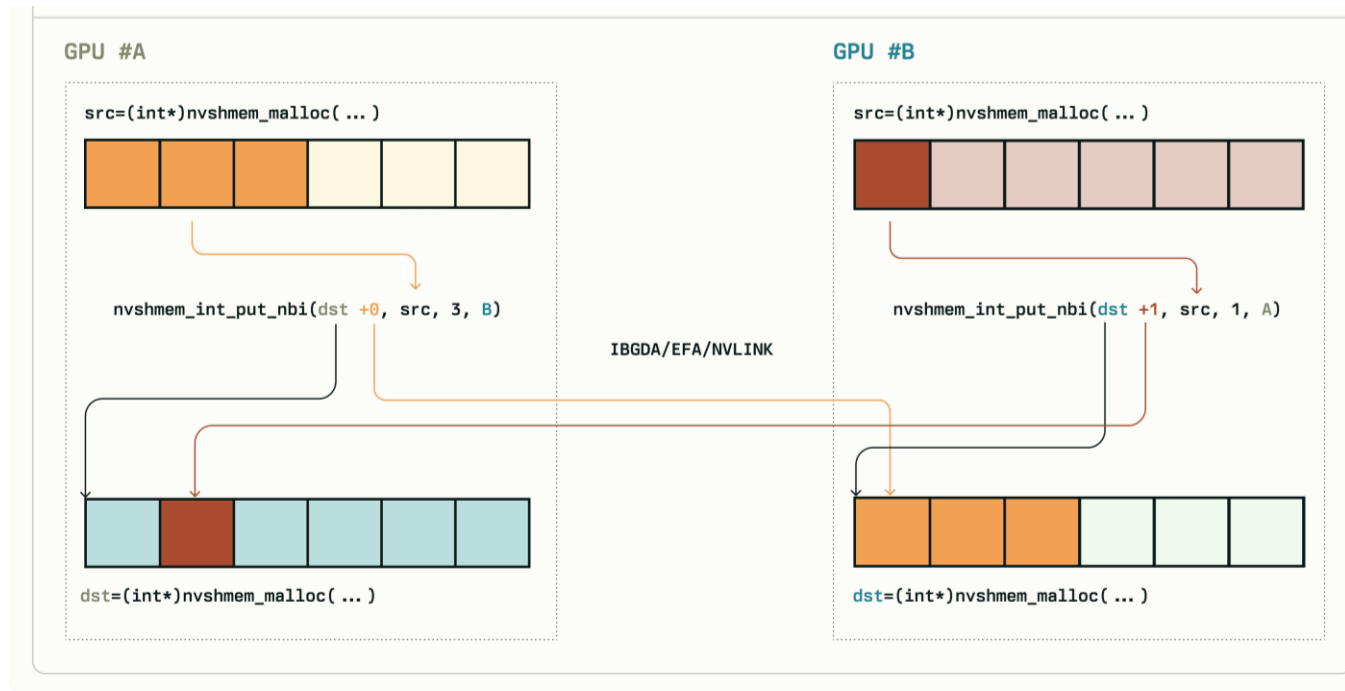 GPU #A
src=(int*)nvshmem_malloc(...)
nvshmem_int_put_nbi(dst +0, src, 3, B)
dst=(int*)nvshmem_malloc(...)
IBGDA/EFA/NVLINK
GPU #B
src=(int*)nvshmem_malloc(...)
nvshmem_int_put_nbi(dst +1, src, 1, A)
dst=(int*)nvshmem_malloc(...)